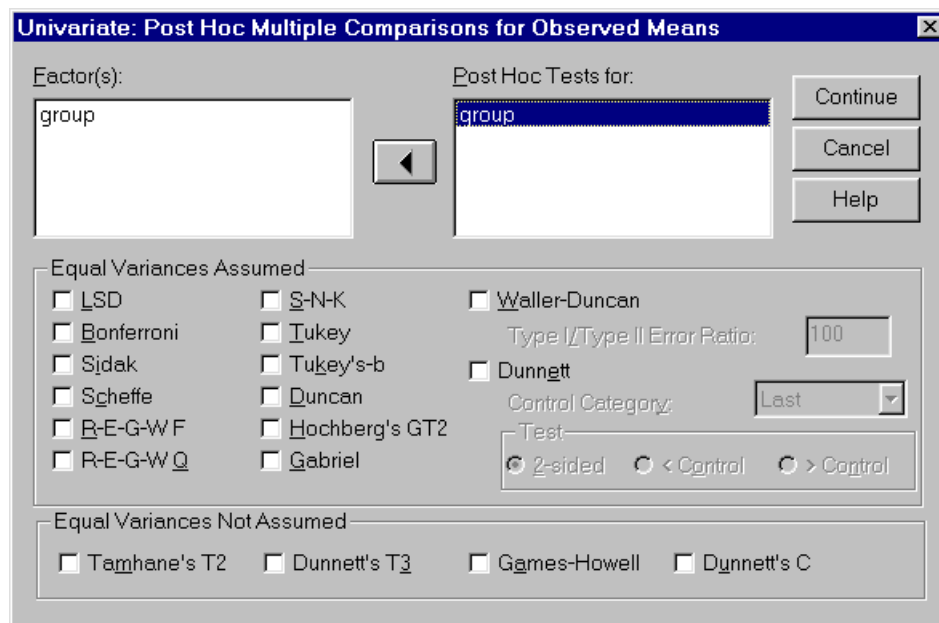 Univariate: Post Hoc Multiple Comparisons for Observed Means
Factor(s):
group
Post Hoc Tests for:
group
Continue
Cancel
Help
Equal Variances Assumed
LSD
Bonferroni
Sidak
Scheffe
R-E-G-W F
R-E-G-W Q
S-N-K
Tukey
Tukey's-b
Duncan
Hochberg's GT2
Gabriel
Waller-Duncan
Type I/Type II Error Ratio: 100
Dunnett
Control Category: Last
Test
2-sided < Control > Control
Equal Variances Not Assumed
Tamhane's T2 Dunnett's T3 Games-Howell Dunnett's C